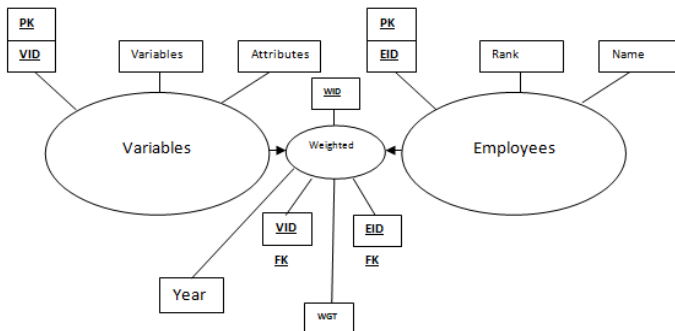 PK
VID
Variables
Attributes
PK
EID
Rank
Name
WID
Variables
Weighted
Employees
VID
FK
EID
FK
Year
WGT